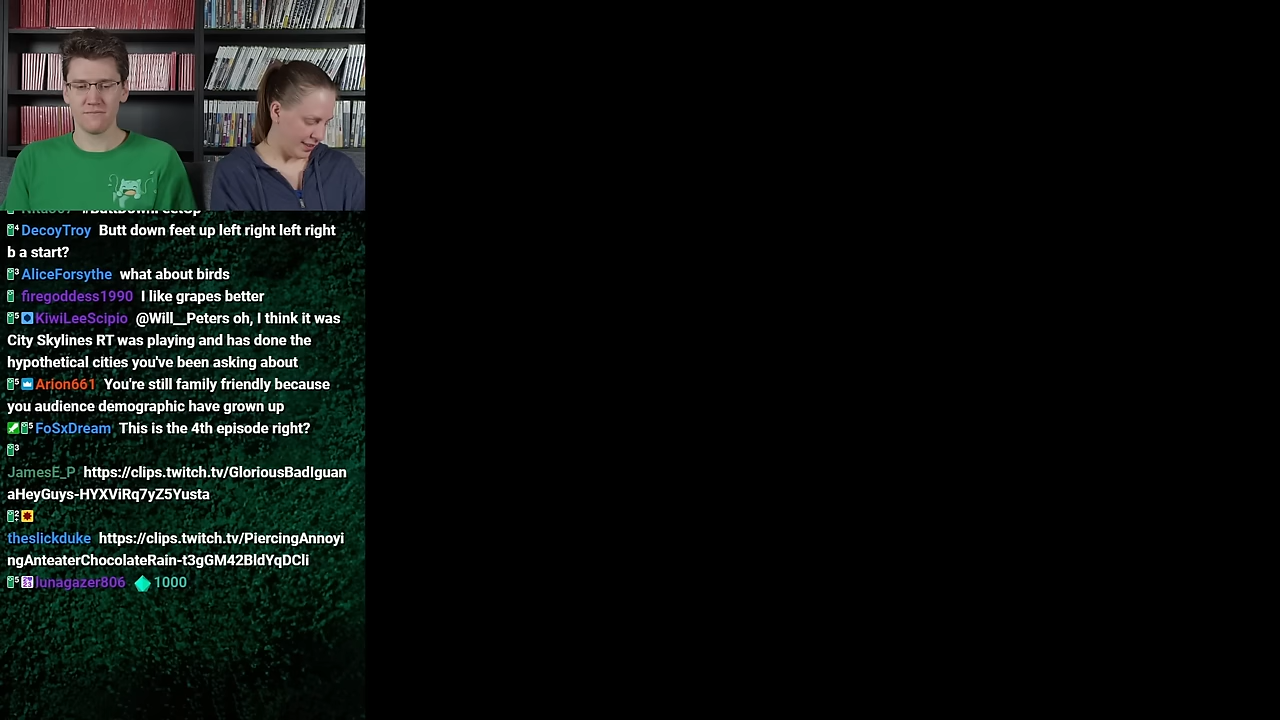 DecoyTroy Butt down feet up left right left right
b a start?
AliceForsythe what about birds
firegoddess1990 I like grapes better
KiwiLeeScipio @Will__Peters oh, I think it was
City Skylines RT was playing and has done the
hypothetical cities you've been asking about
Arion661 You're still family friendly because
you audience demographic have grown up
FoSxDream This is the 4th episode right?
JamesE_P https://clips.twitch.tv/GloriousBadIguan
aHeyGuys-HYXViRq7yZ5Yusta
theslickduke https://clips.twitch.tv/PiercingAnnoyi
ngAnteaterChocolateRain-t3gGM42BldYqDCli
lunagazer806 1000